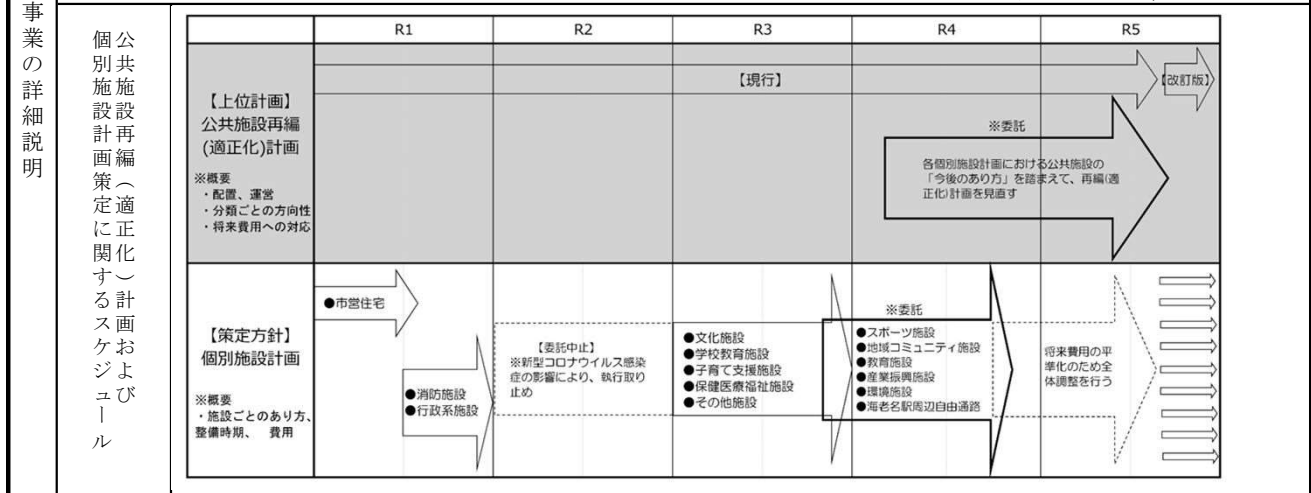 事業の詳細説明
公共施設再編（適正化）計画および
個別施設計画策定に関するスケジュール
R1 R2 R3 R4 R5
【上位計画】
公共施設再編
(適正化)計画
※概要
・配置、運営
・分類ごとの方向性
・将来費用への対応
【現行】
【改訂版】
※委託
各個別施設計画における公共施設の
「今後のあり方」を踏まえて、再編(適
正化)計画を見直す
【策定方針】
個別施設計画
※概要
・施設ごとのあり方、
整備時期、 費用
●市営住宅
●消防施設
●行政系施設
【委託中止】
※新型コロナウイルス感染
症の影響により、執行取り
止め
●文化施設
●学校教育施設
●子育て支援施設
●保健医療福祉施設
●その他施設
※委託
●スポーツ施設
●地域コミュニティ施設
●教育施設
●産業振興施設
●環境施設
●海老名駅周辺自由通路
将来費用の平
準化のため全
体調整を行う